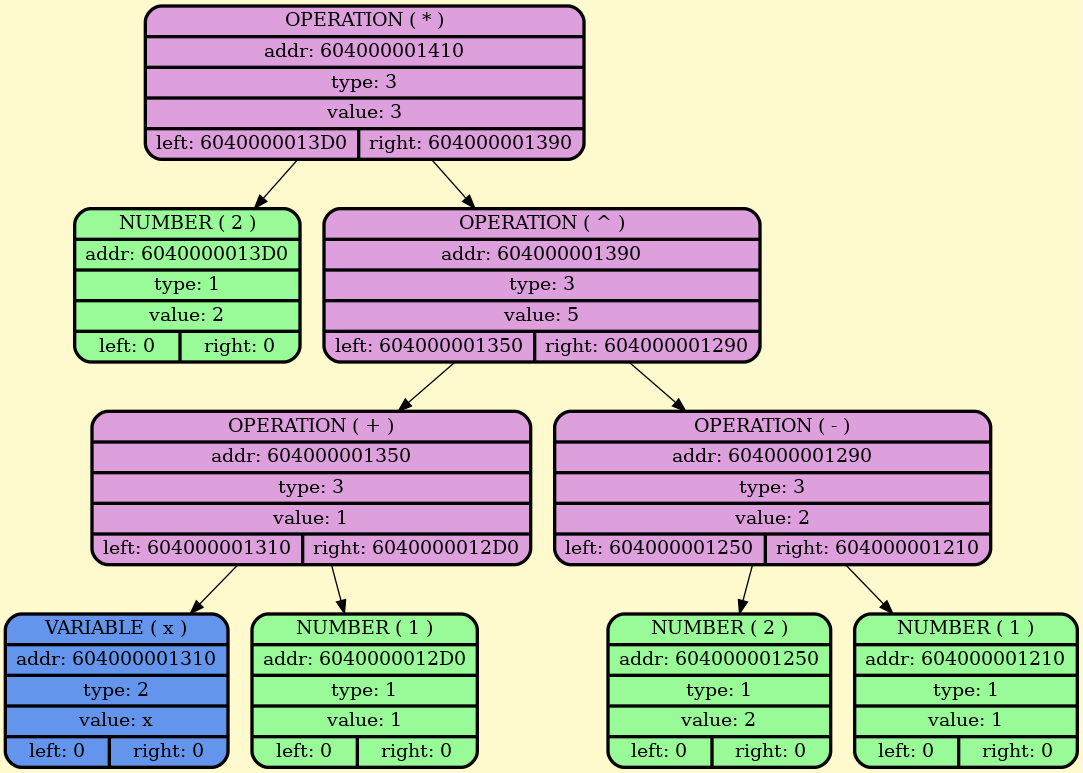 OPERATION ( * )
addr: 604000001410
type: 3
value: 3
left: 6040000013D0 right: 604000001390
NUMBER ( 2 )
addr: 6040000013D0
type: 1
value: 2
left: 0 right: 0
OPERATION ( ^ )
addr: 604000001390
type: 3
value: 5
left: 604000001350 right: 604000001290
OPERATION ( + )
addr: 604000001350
type: 3
value: 1
left: 604000001310 right: 6040000012D0
OPERATION ( - )
addr: 604000001290
type: 3
value: 2
left: 604000001250 right: 604000001210
VARIABLE ( x )
addr: 604000001310
type: 2
value: x
left: 0 right: 0
NUMBER ( 1 )
addr: 6040000012D0
type: 1
value: 1
left: 0 right: 0
NUMBER ( 2 )
addr: 604000001250
type: 1
value: 2
left: 0 right: 0
NUMBER ( 1 )
addr: 604000001210
type: 1
value: 1
left: 0 right: 0